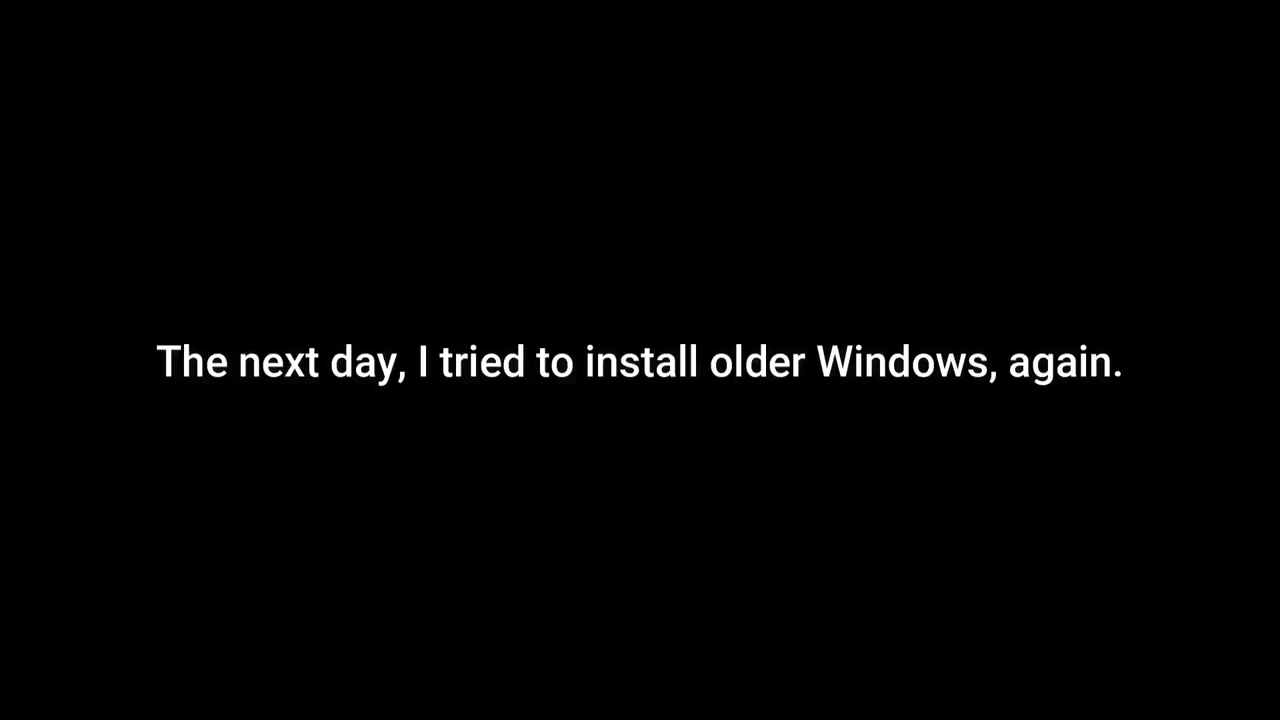 The next day, I tried to install older Windows, again.